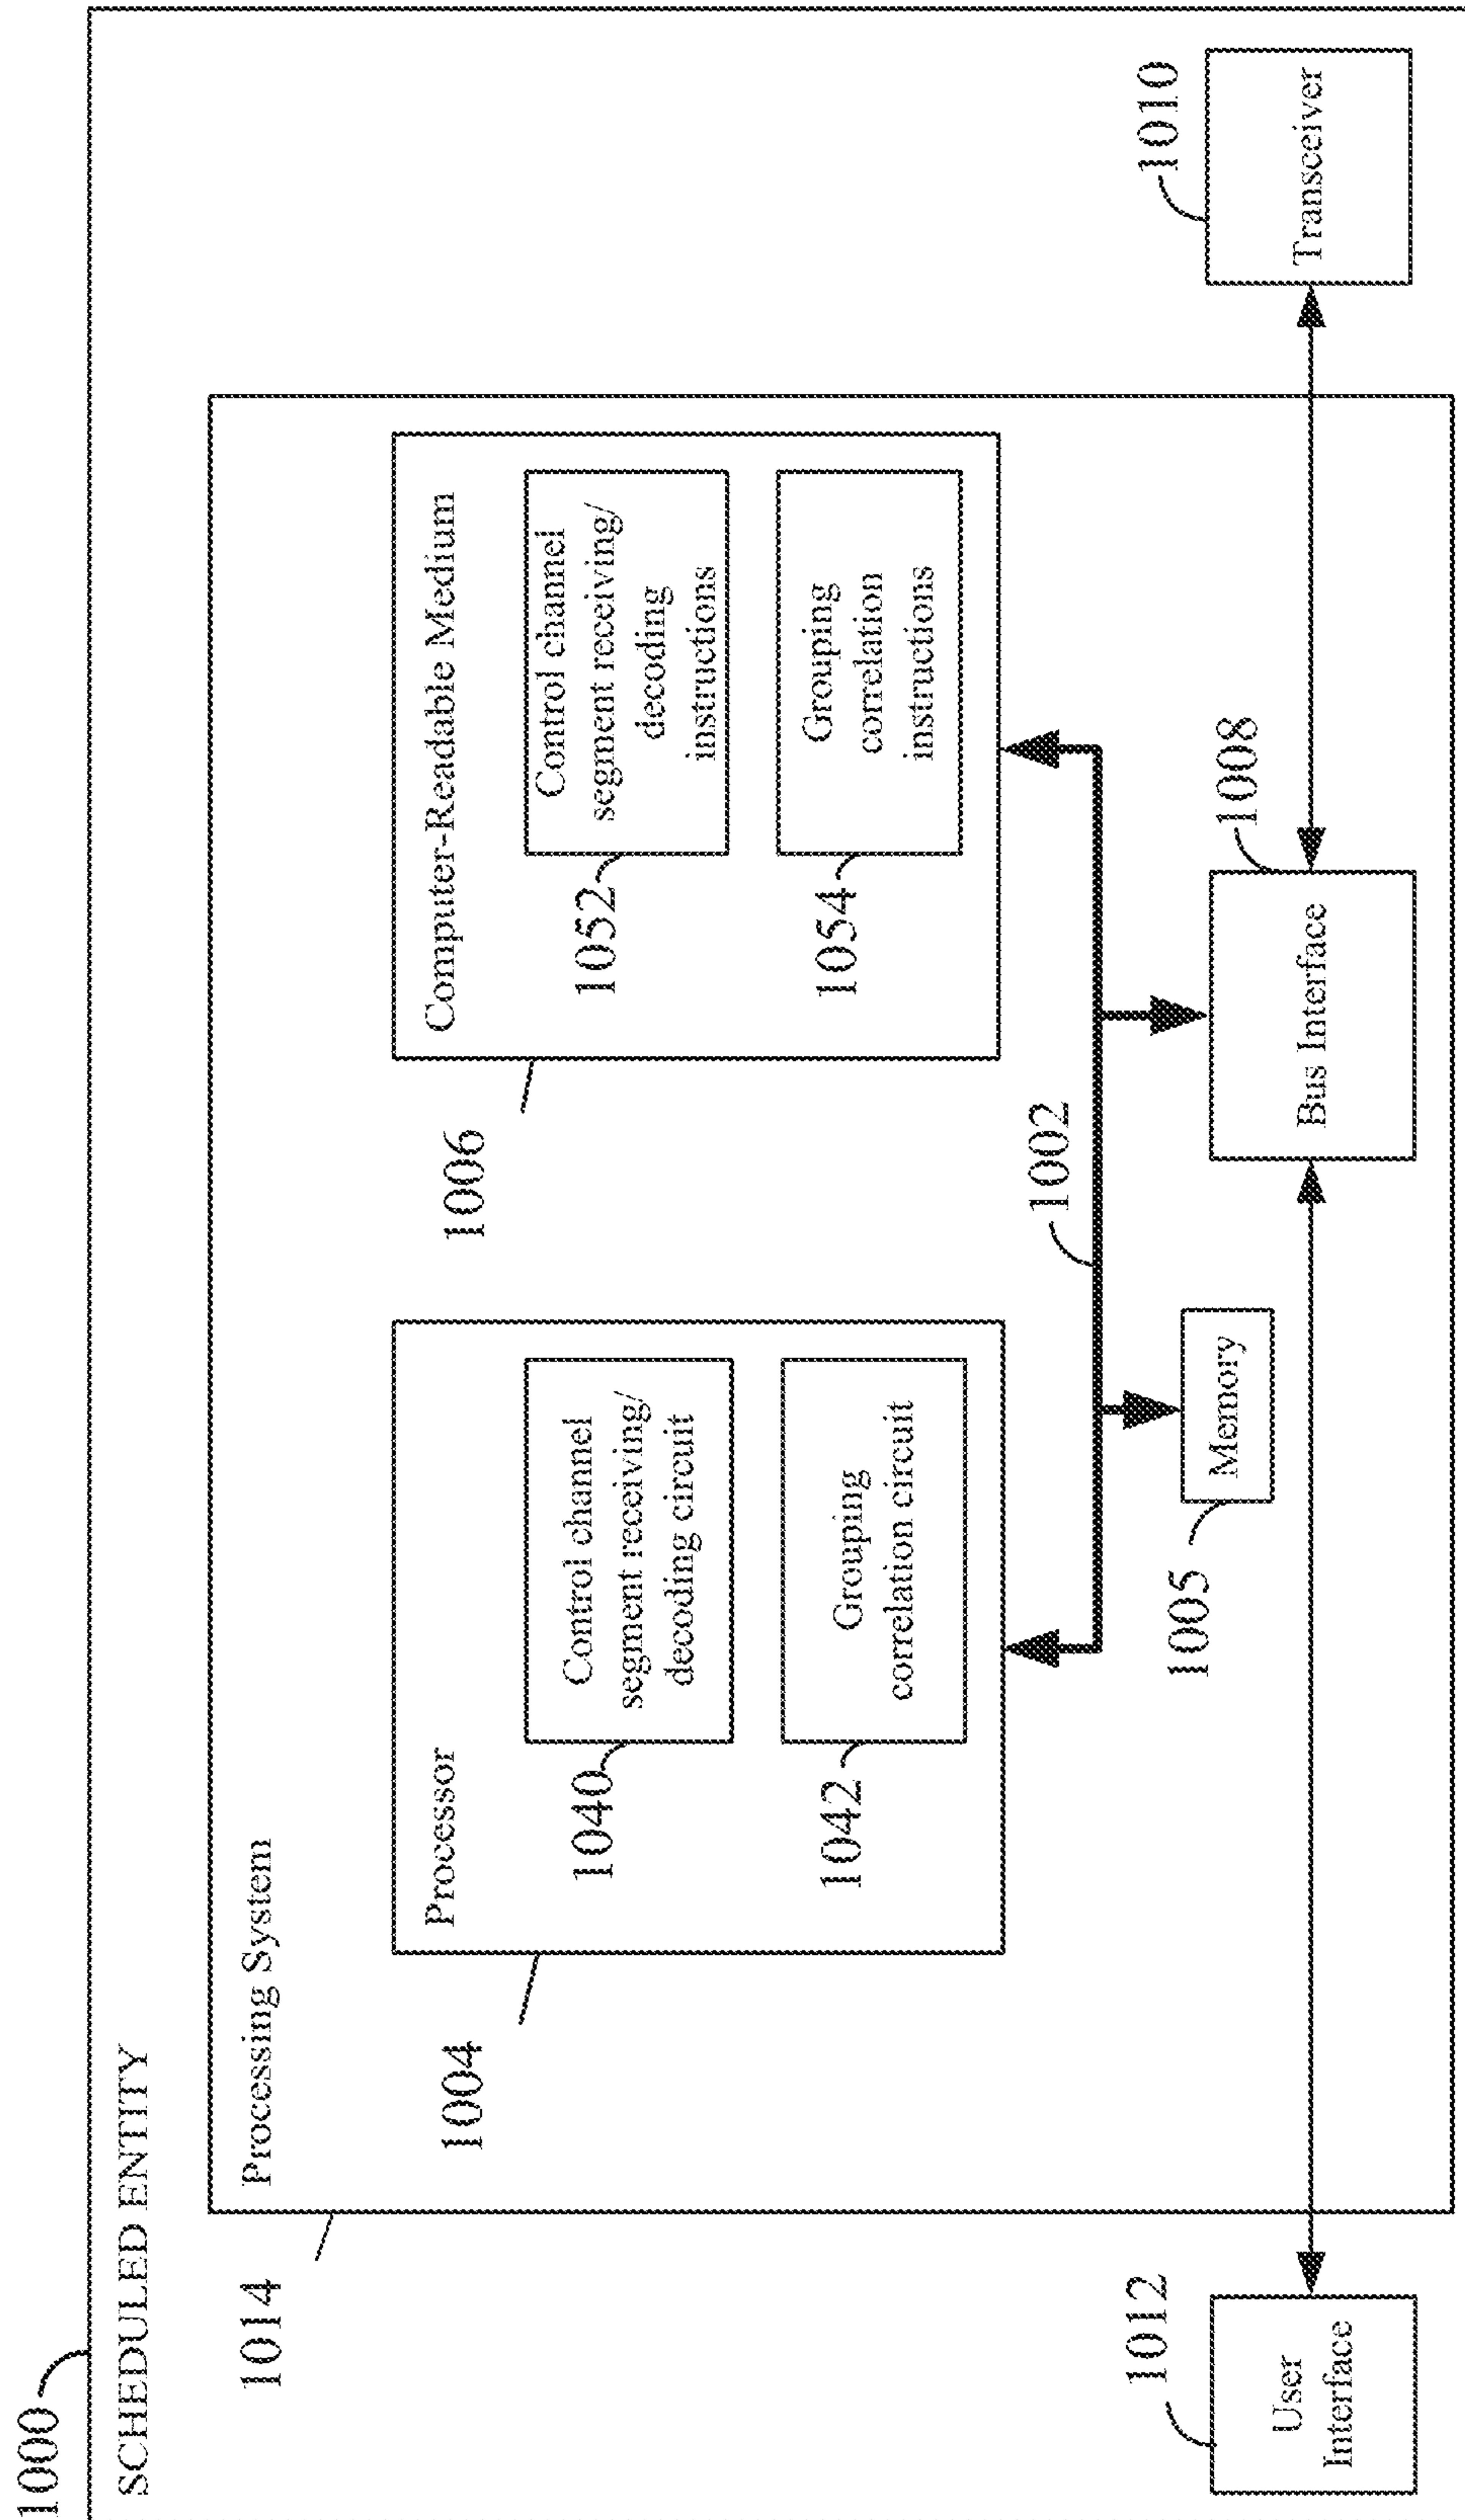 1000
SCHEDULED ENTITY
1014
Processing System
1004
Processor
1040
Control channel
segment receiving/
decoding circuit
1042
Grouping
correlation circuit
1006
Computer-Readable Medium
1052
Control channel
segment receiving/
decoding
instructions
1054
Grouping
correlation
instructions
1002
1005
Memory
1008
Bus Interface
1012
User
Interface
1010
Transceiver